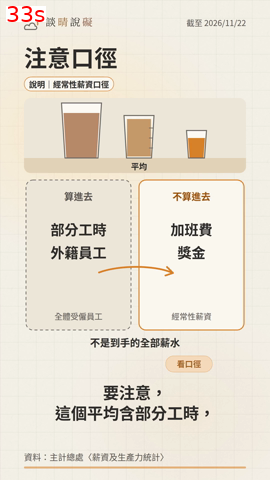 33s
談晴說礙
截至 2026/11/22
注意口徑
說明｜經常性薪資口徑
平均
算進去
部分工時
外籍員工
全體受僱員工
不算進去
加班費
獎金
經常性薪資
不是到手的全部薪水
看口徑
要注意，
這個平均含部分工時，
資料：主計總處〈薪資及生產力統計〉